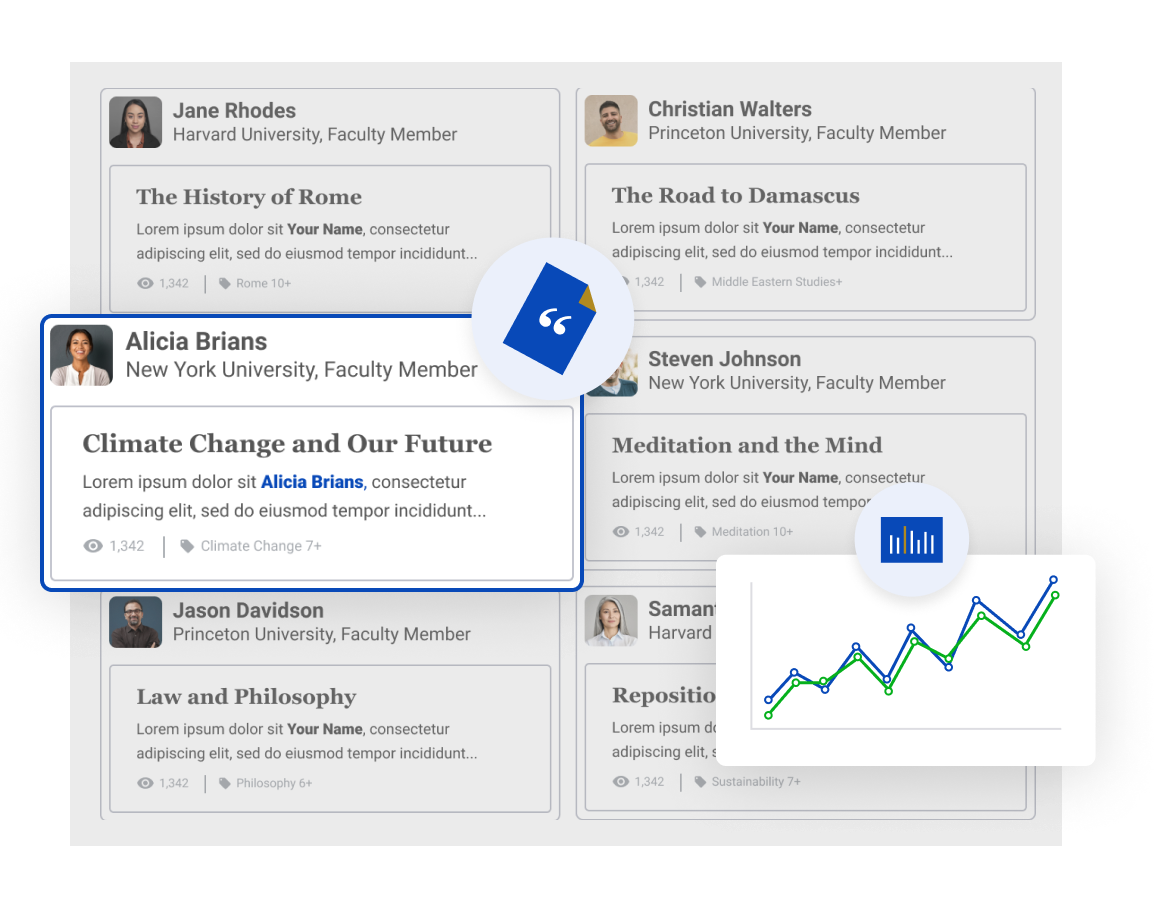 Jane Rhodes
Harvard University, Faculty Member
The History of Rome
Lorem ipsum dolor sit Your Name, consectetur
adipiscing elit, sed do eiusmod tempor incididunt...
1,342
Rome 10+
Christian Walters
Princeton University, Faculty Member
The Road to Damascus
Lorem ipsum dolor sit Your Name, consectetur
adipiscing elit, sed do eiusmod tempor incididunt...
1,342
Middle Eastern Studies+
Alicia Brians
New York University, Faculty Member
Climate Change and Our Future
Lorem ipsum dolor sit Alicia Brians, consectetur
adipiscing elit, sed do eiusmod tempor incididunt...
1,342
Climate Change 7+
Steven Johnson
New York University, Faculty Member
Meditation and the Mind
Lorem ipsum dolor sit Your Name, consectetur
adipiscing elit, sed do eiusmod tempor
1,342
Meditation 10+
Jason Davidson
Princeton University, Faculty Member
Law and Philosophy
Lorem ipsum dolor sit Your Name, consectetur
adipiscing elit, sed do eiusmod tempor incididunt...
1,342
Philosophy 6+
Harvard
Lorem ipsum
adipiscing elit,
1,342
Sustainability 7+